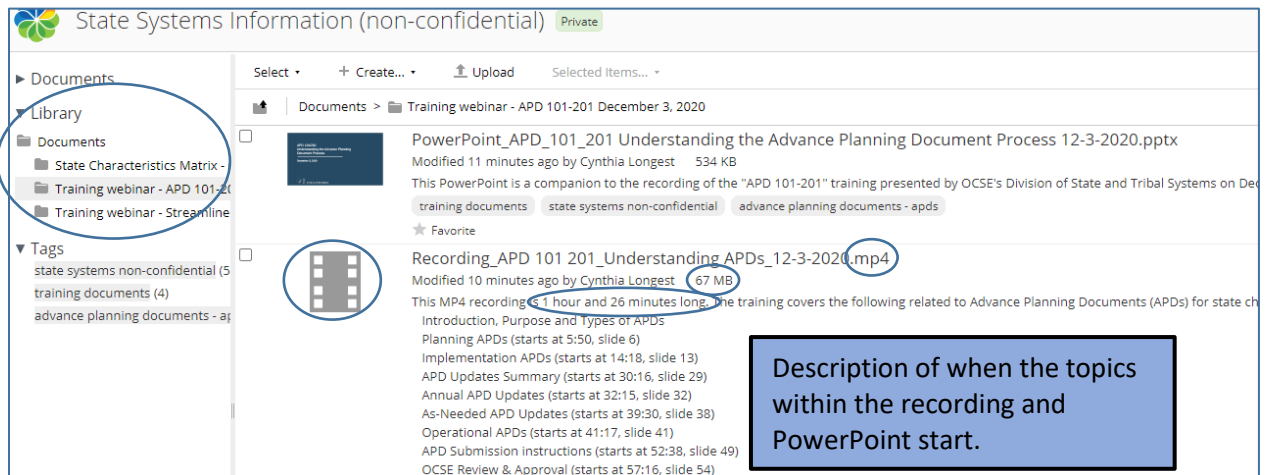 State Systems Information (non-confidential) Private
Documents
Library
Documents
State Characteristics Matrix -
Training webinar - APD 101-20
Training webinar - Streamline
Tags
state systems non-confidential (5
training documents (4)
advance planning documents - ap
Select + Create... Upload Selected Items...
Documents > Training webinar - APD 101-201 December 3, 2020
PowerPoint_APD_101_201 Understanding the Advance Planning Document Process 12-3-2020.pptx
Modified 11 minutes ago by Cynthia Longest 534 KB
This PowerPoint is a companion to the recording of the "APD 101-201" training presented by OCSE's Division of State and Tribal Systems on Dec
training documents state systems non-confidential advance planning documents - apds
Favorite
Recording_APD 101 201_Understanding APDs_12-3-2020.mp4
Modified 10 minutes ago by Cynthia Longest 67 MB
This MP4 recording is 1 hour and 26 minutes long. The training covers the following related to Advance Planning Documents (APDs) for state ch
Introduction, Purpose and Types of APDs
Planning APDs (starts at 5:50, slide 6)
Implementation APDs (starts at 14:18, slide 13)
APD Updates Summary (starts at 30:16, slide 29)
Annual APD Updates (starts at 32:15, slide 32)
As-Needed APD Updates (starts at 39:30, slide 38)
Operational APDs (starts at 41:17, slide 41)
APD Submission instructions (starts at 52:38, slide 49)
OCSE Review & Approval (starts at 57:16, slide 54)
Description of when the topics
within the recording and
PowerPoint start.